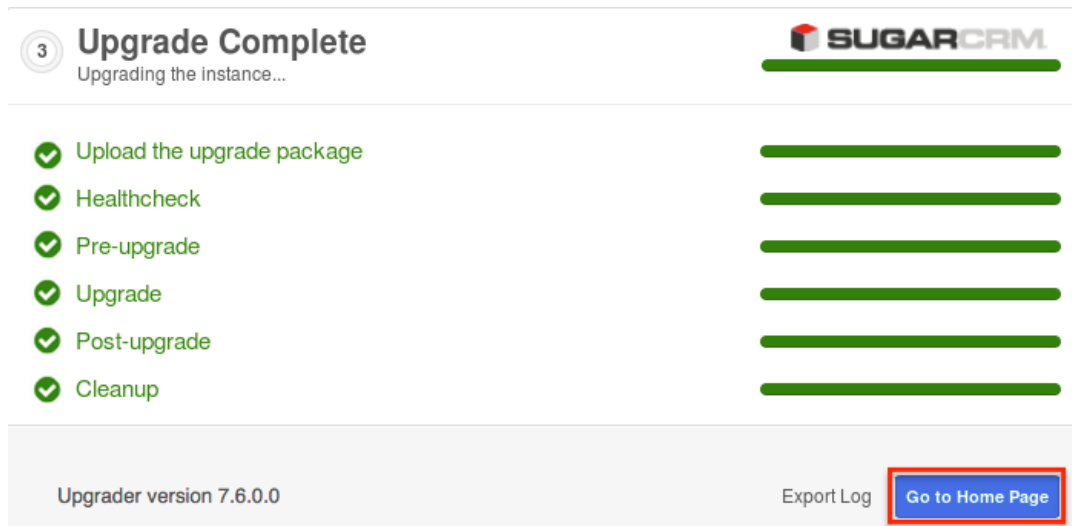 3
Upgrade Complete
SUGARCRM
Upgrading the instance...
Upload the upgrade package
Healthcheck
Pre-upgrade
Upgrade
Post-upgrade
Cleanup
Upgrader version 7.6.0.0
Export Log
Go to Home Page